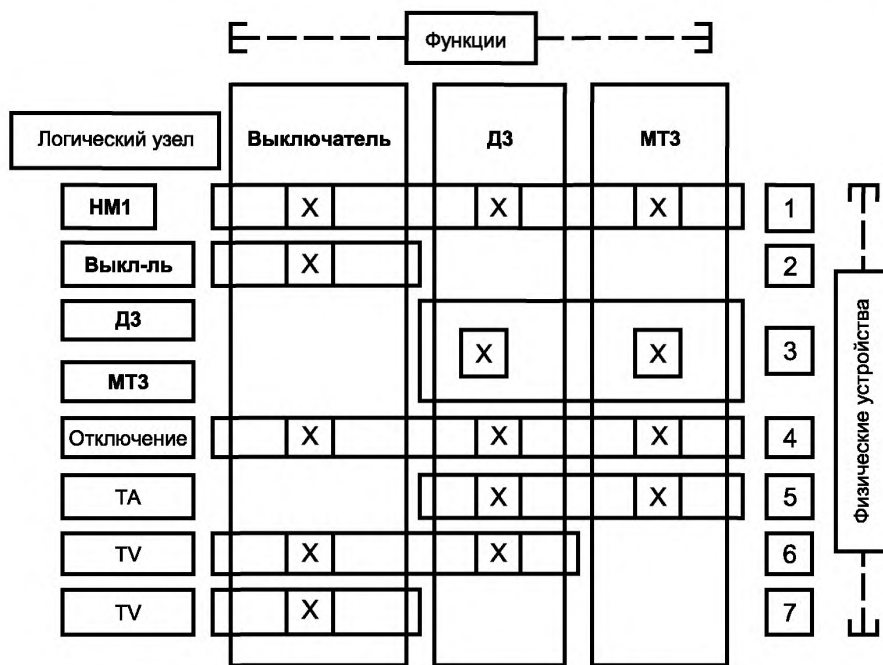 Функции
Логический узел
Выключатель
ДЗ
МТЗ
НМ1
X
X
X
1
Выкл-ль
X
2
ДЗ
X
X
3
МТЗ
Отключение
X
X
X
4
ТА
X
X
5
TV
X
X
6
TV
X
7
Физические устройства